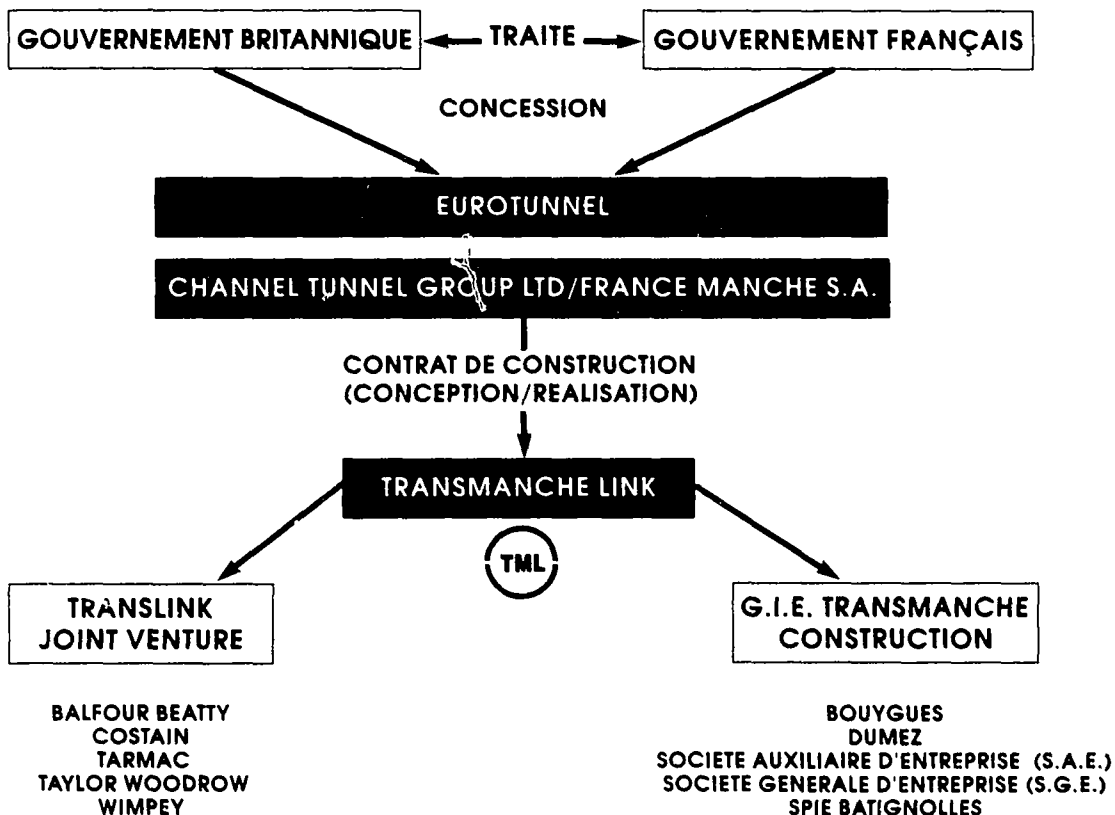 GOUVERNEMENT BRITANNIQUE
TRAITE
GOUVERNEMENT FRANÇAIS
CONCESSION
EUROTUNNEL
CHANNEL TUNNEL GROUP LTD/FRANCE MANCHE S.A.
CONTRAT DE CONSTRUCTION
(CONCEPTION/REALISATION)
TRANSMANCHE LINK
TML
TRANSLINK
JOINT VENTURE
G.I.E. TRANSMANCHE
CONSTRUCTION
BALFOUR BEATTY
COSTAIN
TARMAC
TAYLOR WOODROW
WIMPEY
BOUYGUES
DUMEZ
SOCIETE AUXILIAIRE D'ENTREPRISE (S.A.E.)
SOCIETE GENERALE D'ENTREPRISE (S.G.E.)
SPIE BATIGNOLLES